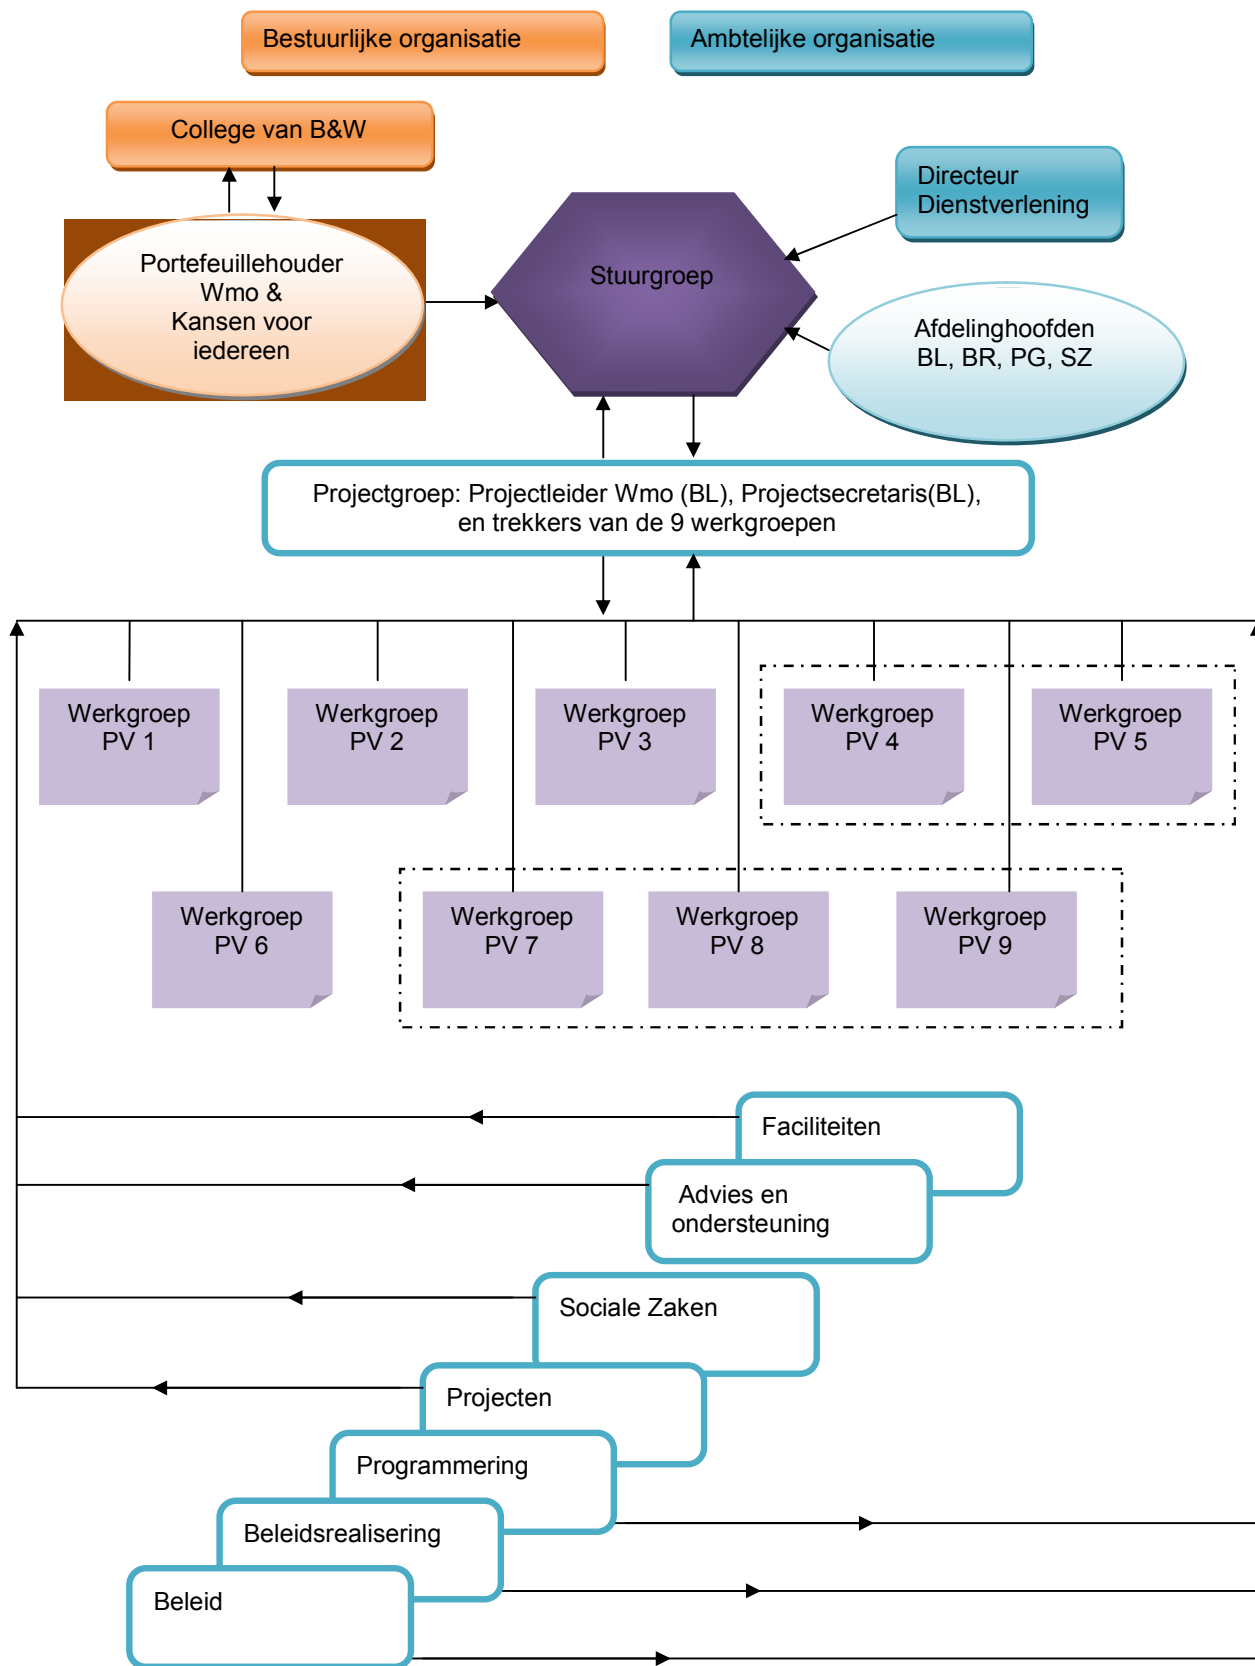 Bestuurlijke organisatie
Ambtelijke organisatie
College van B&W
Directeur
Dienstverlening
Portefeuillehouder
Wmo &
Kansen voor
iedereen
Stuurgroep
Afdelinghoofden
BL, BR, PG, SZ
Projectgroep: Projectleider Wmo (BL), Projectsecretaris(BL),
en trekkers van de 9 werkgroepen
Werkgroep
PV 1
Werkgroep
PV 2
Werkgroep
PV 3
Werkgroep
PV 4
Werkgroep
PV 5
Werkgroep
PV 6
Werkgroep
PV 7
Werkgroep
PV 8
Werkgroep
PV 9
Faciliteiten
Advies en
ondersteuning
Sociale Zaken
Projecten
Programmering
Beleidsrealisering
Beleid